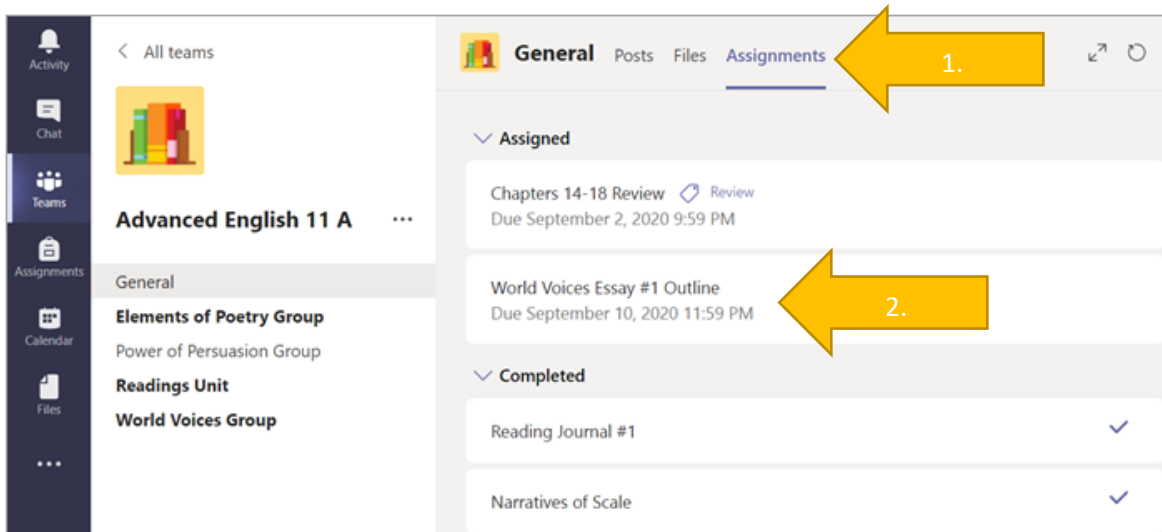 Activity
Chat
Teams
Assignments
Calendar
Files
All teams
Advanced English 11 A
General
Elements of Poetry Group
Power of Persuasion Group
Readings Unit
World Voices Group
General Posts Files Assignments
1.
Assigned
Chapters 14-18 Review Review
Due September 2, 2020 9:59 PM
World Voices Essay #1 Outline
Due September 10, 2020 11:59 PM
2.
Completed
Reading Journal #1
Narratives of Scale